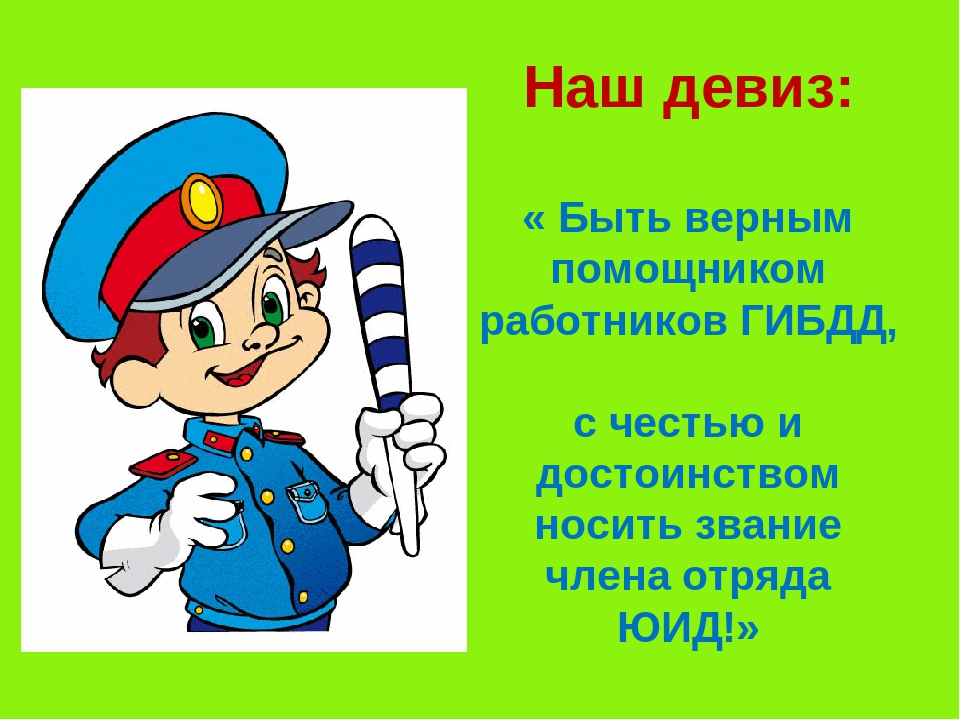 Наш девиз:
« Быть верным
помощником
работников ГИБДД,
с честью и
достоинством
носить звание
члена отряда
ЮИД!»